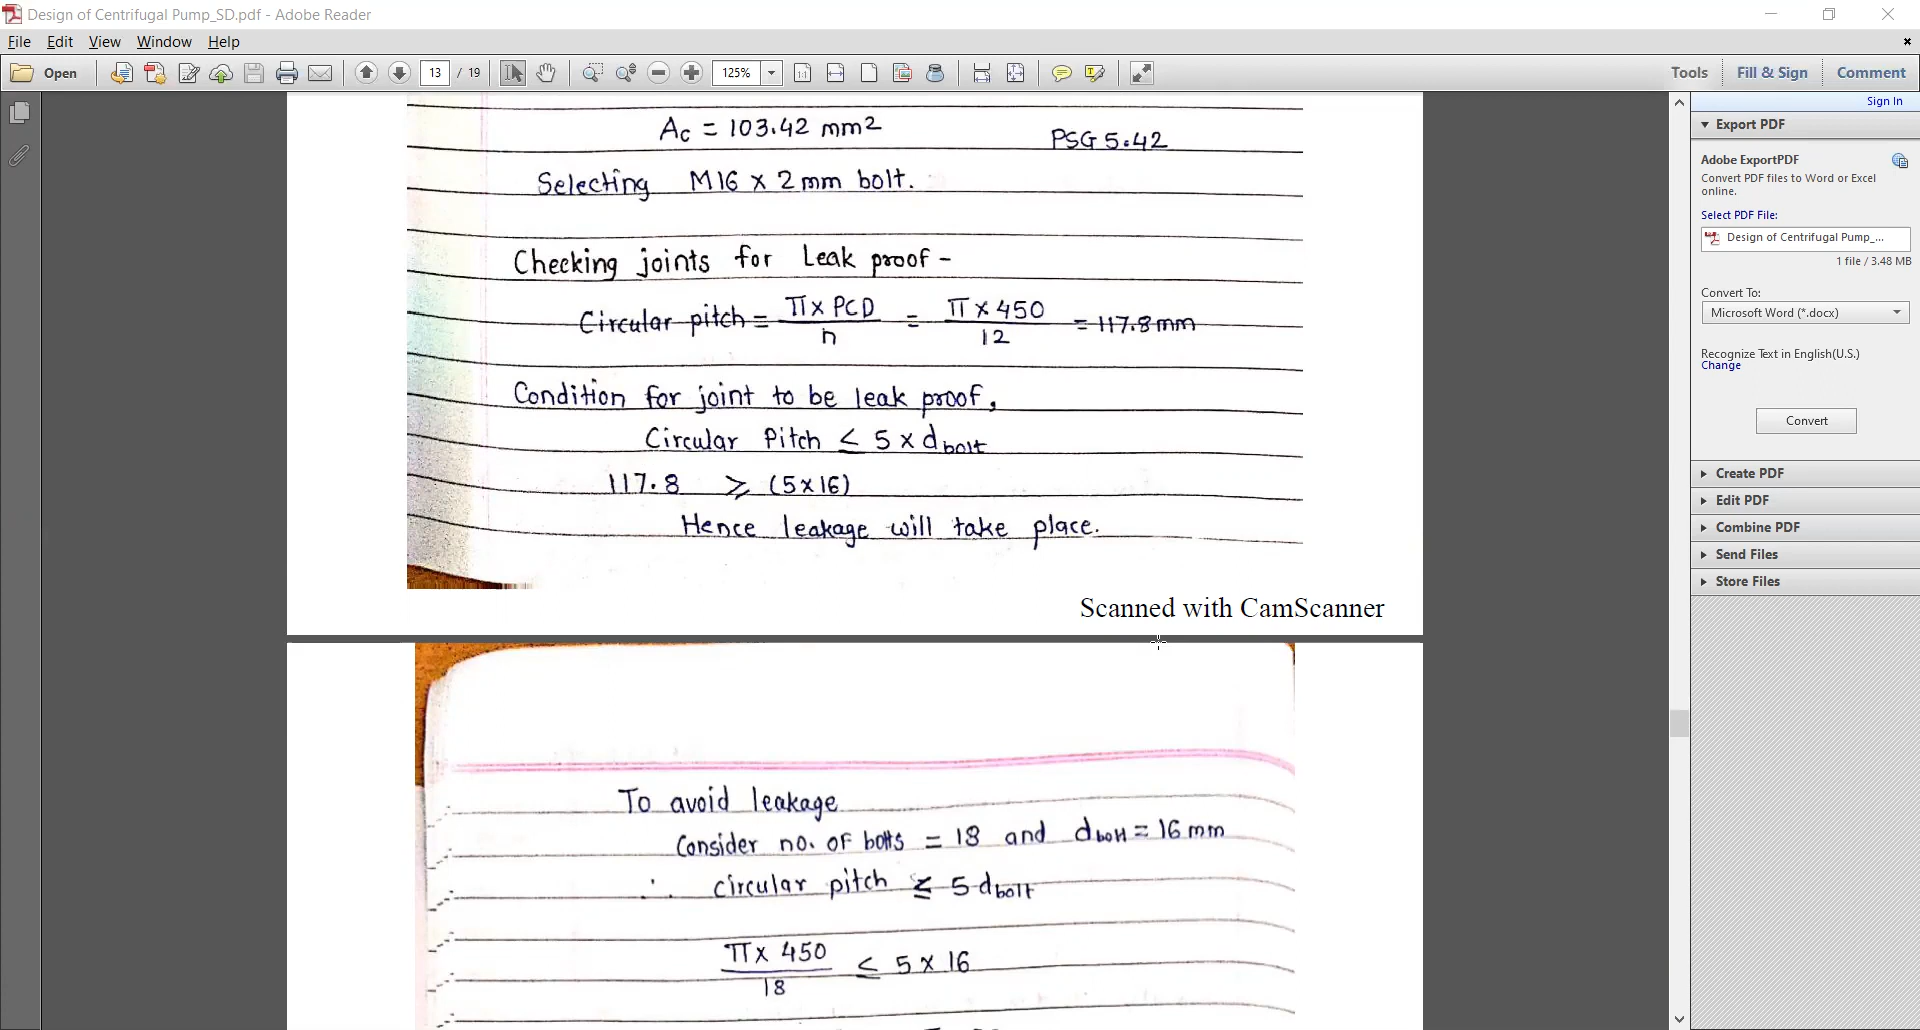 Design of Centrifugal Pump_SD.pdf - Adobe Reader
File Edit View Window Help
Open 13 / 19 125% Tools Fill & Sign Comment
Sign In
Export PDF
Adobe ExportPDF
Convert PDF files to Word or Excel
online.
Select PDF File:
Design of Centrifugal Pump_...
1 file / 3.48 MB
Convert To:
Microsoft Word (*.docx)
Recognize Text in English(U.S.)
Change
Convert
Create PDF
Edit PDF
Combine PDF
Send Files
Store Files
Ac = 103.42 mm2 PSG 5.42
Selecting M16 x 2 mm bolt.
Checking joints for Leak proof -
Circular pitch = π x PCD / n = π x 450 / 12 = 117.8 mm
Condition for joint to be leak proof,
Circular Pitch ≤ 5 x dbolt
117.8 ≥ (5x16)
Hence leakage will take place.
Scanned with CamScanner
To avoid leakage
Consider no. of bolts = 18 and dbolt = 16 mm
∴ circular pitch ≤ 5 dbolt
π x 450 / 18 ≤ 5 x 16